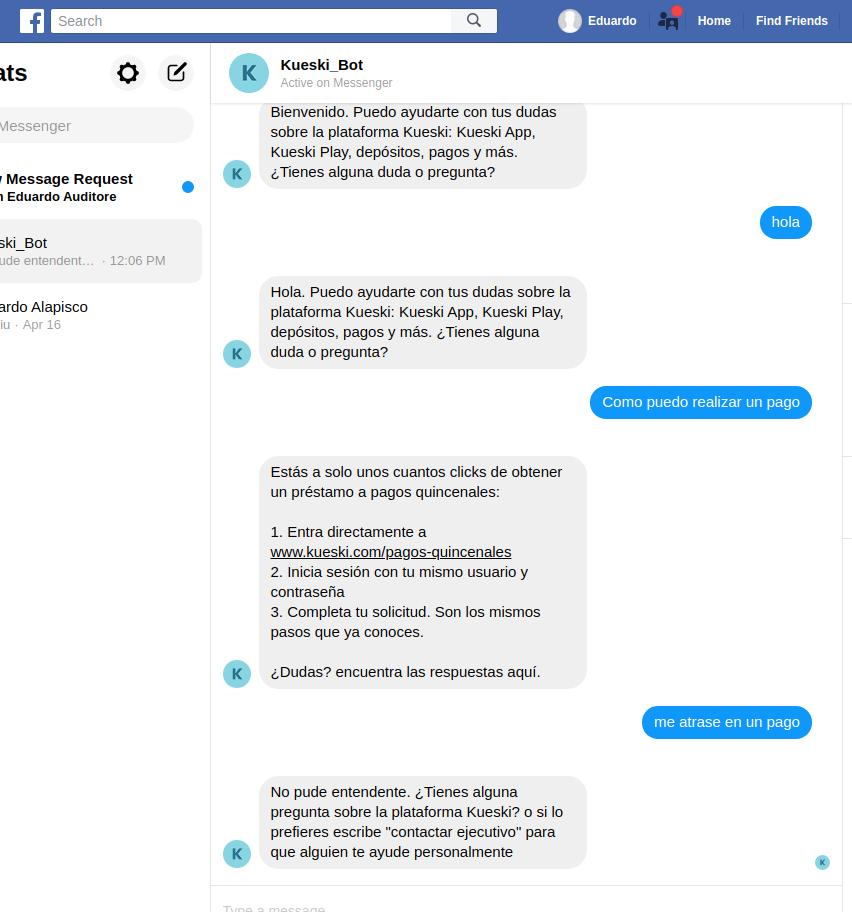 Search
Eduardo
Home
Find Friends
ats
Messenger
Message Request
Eduardo Auditore
ski_Bot
ude entendent… · 12:06 PM
ardo Alapisco
iu · Apr 16
Kueski_Bot
Active on Messenger
Bienvenido. Puedo ayudarte con tus dudas
sobre la plataforma Kueski: Kueski App,
Kueski Play, depósitos, pagos y más.
¿Tienes alguna duda o pregunta?
K
hola
Hola. Puedo ayudarte con tus dudas sobre la
plataforma Kueski: Kueski App, Kueski Play,
depósitos, pagos y más. ¿Tienes alguna
duda o pregunta?
K
Como puedo realizar un pago
Estás a solo unos cuantos clicks de obtener
un préstamo a pagos quincenales:
1. Entra directamente a
www.kueski.com/pagos-quincenales
2. Inicia sesión con tu mismo usuario y
contraseña
3. Completa tu solicitud. Son los mismos
pasos que ya conoces.
¿Dudas? encuentra las respuestas aquí.
K
me atrase en un pago
No pude entendente. ¿Tienes alguna
pregunta sobre la plataforma Kueski? o si lo
prefieres escribe "contactar ejecutivo" para
que alguien te ayude personalmente
K
K
Type a message